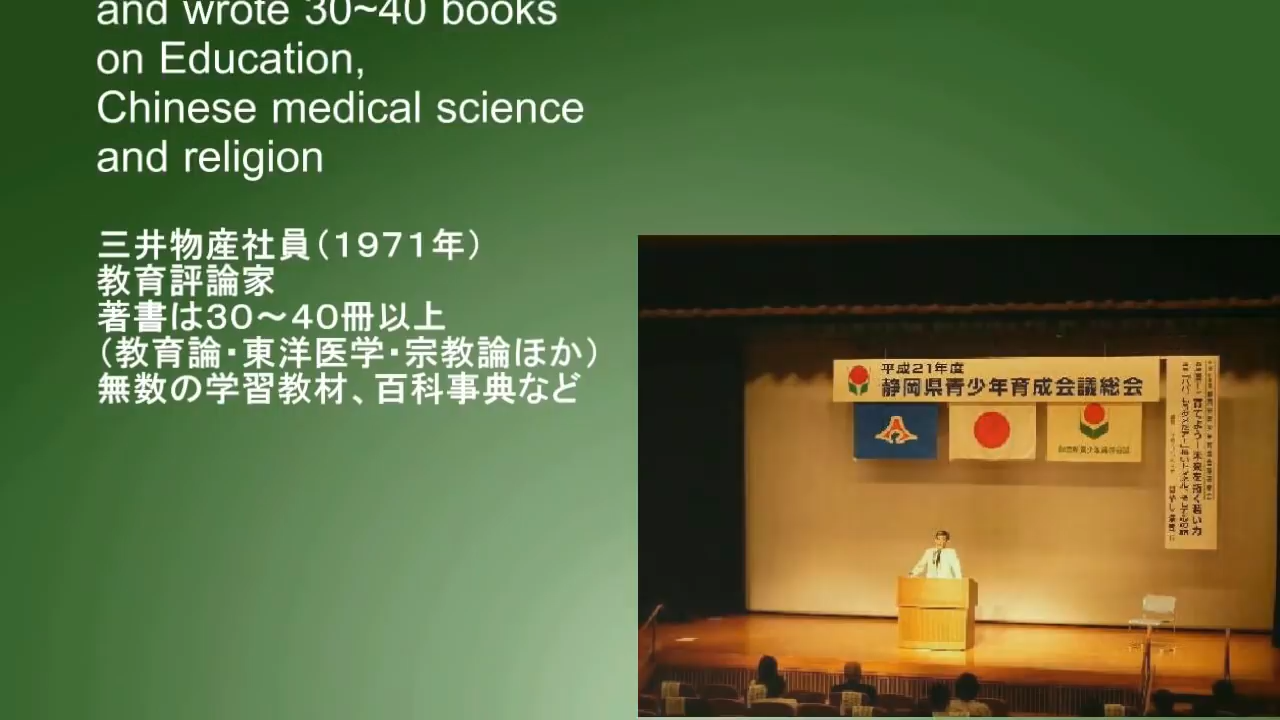 and wrote 30~40 books
on Education,
Chinese medical science
and religion
三井物産社員（１９７１年）
教育評論家
著書は３０～４０冊以上
（教育論・東洋医学・宗教論ほか）
無数の学習教材、百科事典など
平成21年度
静岡県青少年育成会議総会